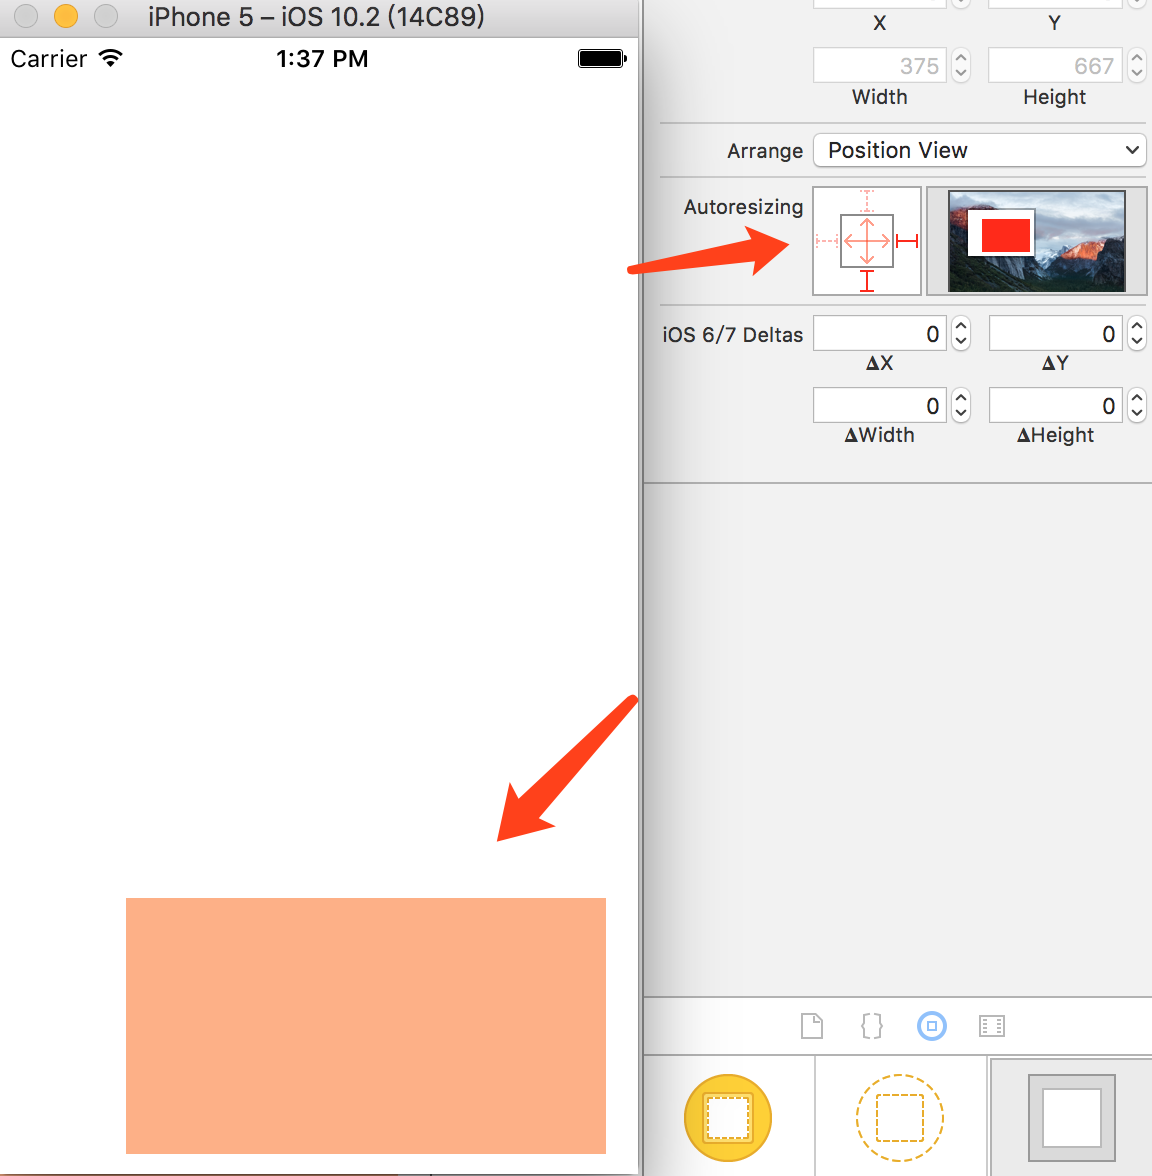 iPhone 5 – iOS 10.2 (14C89)
Carrier
1:37 PM
X
Y
375
667
Width
Height
Arrange
Position View
Autoresizing
iOS 6/7 Deltas
0
0
ΔX
ΔY
0
0
ΔWidth
ΔHeight